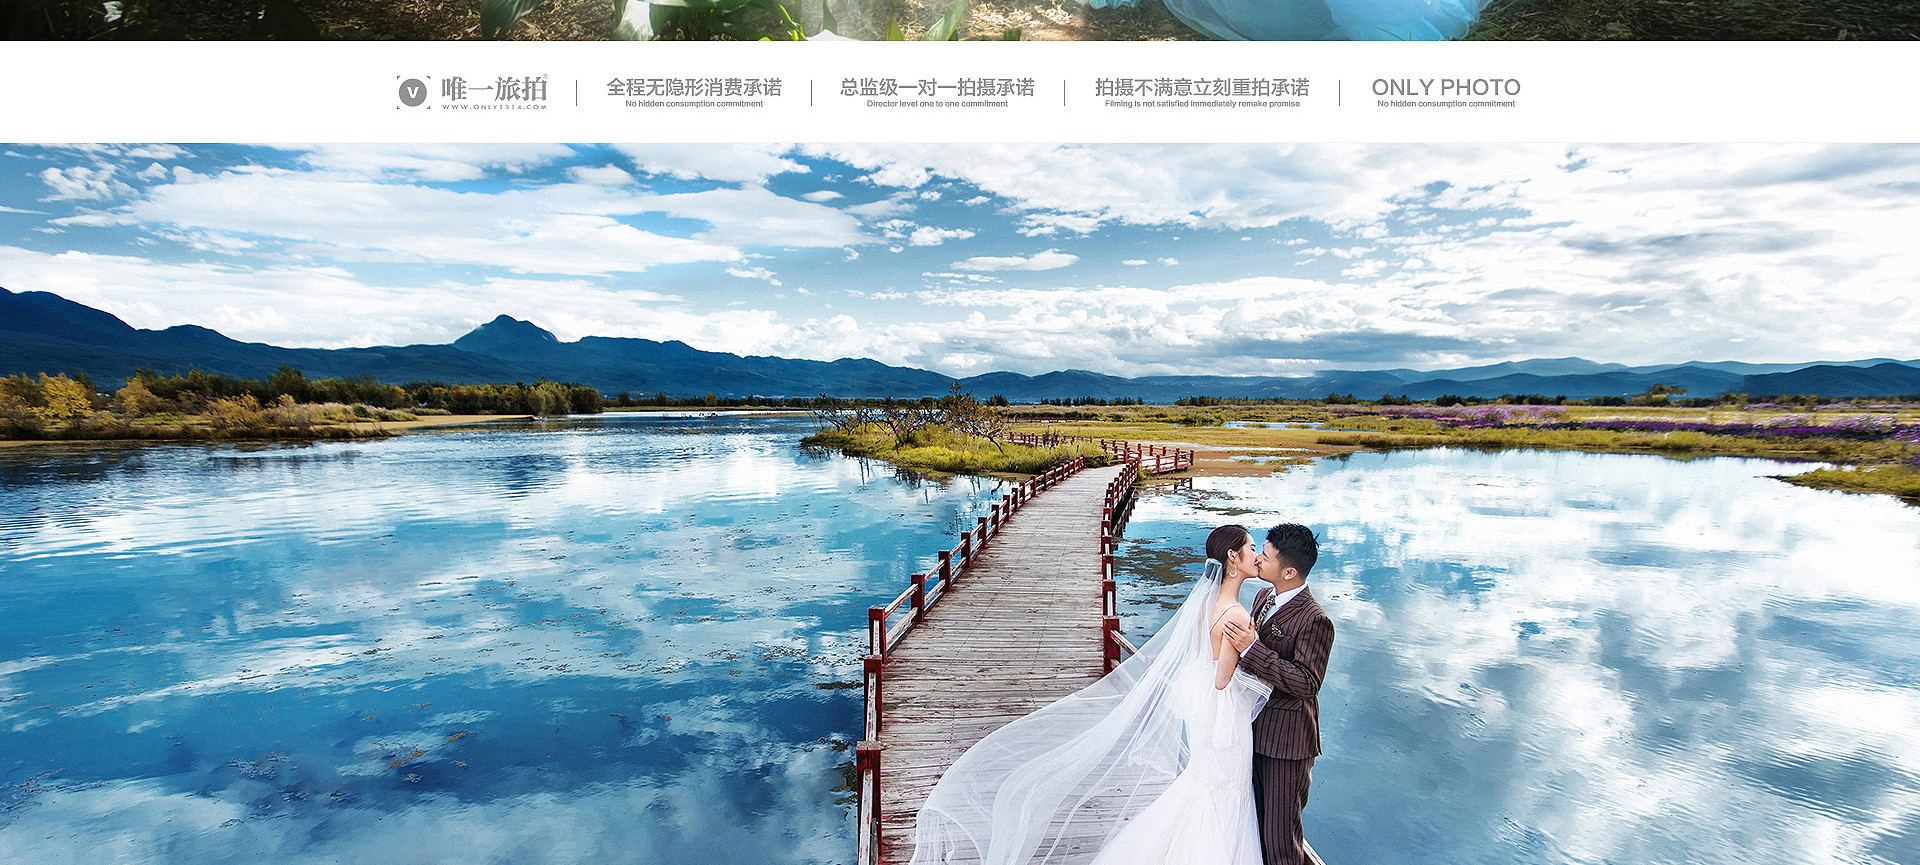 V 唯一旅拍®
WWW.ONLY1314.COM
全程无隐形消费承诺
No hidden consumption commitment
总监级一对一拍摄承诺
Director level one to one commitment
拍摄不满意立刻重拍承诺
Filming is not satisfied immediately remake promise
ONLY PHOTO
No hidden consumption commitment